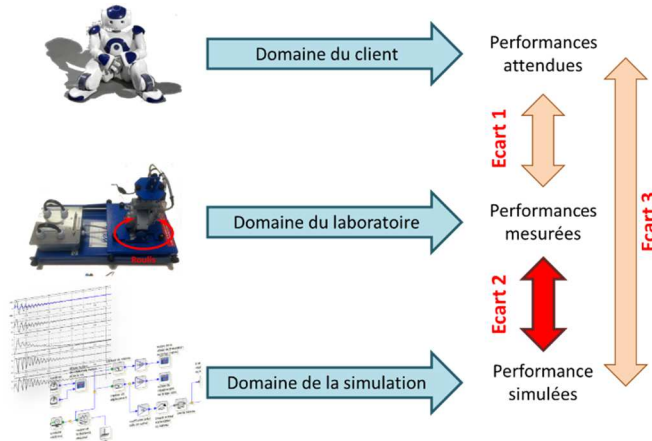 Domaine du client
Performances
attendues
Ecart 1
Ecart 3
Domaine du laboratoire
Performances
mesurées
Ecart 2
Domaine de la simulation
Performance
simulées